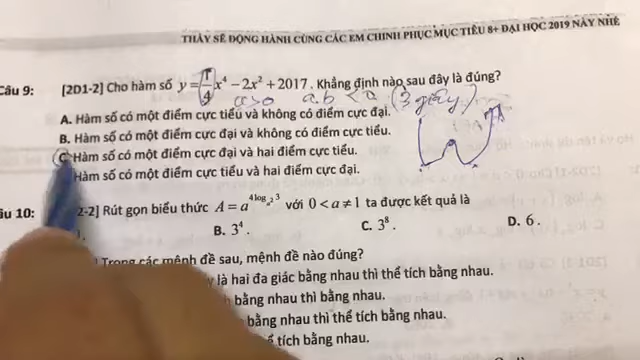 THẦY SẼ ĐỘNG HÀNH CÙNG CÁC EM CHINH PHỤC MỤC TIÊU 8+ ĐẠI HỌC 2019 NÀY NHÉ
Câu 9: [2D1-2] Cho hàm số y = 1/4 x⁴ − 2x² + 2017. Khẳng định nào sau đây là đúng?
a>0 a.b < 0 (3 giây)
A. Hàm số có một điểm cực tiểu và không có điểm cực đại.
B. Hàm số có một điểm cực đại và không có điểm cực tiểu.
C. Hàm số có một điểm cực đại và hai điểm cực tiểu.
Hàm số có một điểm cực tiểu và hai điểm cực đại.
âu 10: 2-2] Rút gọn biểu thức A = a^{4log_{a²}3} với 0 < a ≠ 1 ta được kết quả là
B. 3⁴. C. 3⁸. D. 6.
Trong các mệnh đề sau, mệnh đề nào đúng?
là hai đa giác bằng nhau thì thể tích bằng nhau.
bằng nhau thì bằng nhau.
bằng nhau thì thể tích bằng nhau.
tích bằng nhau.